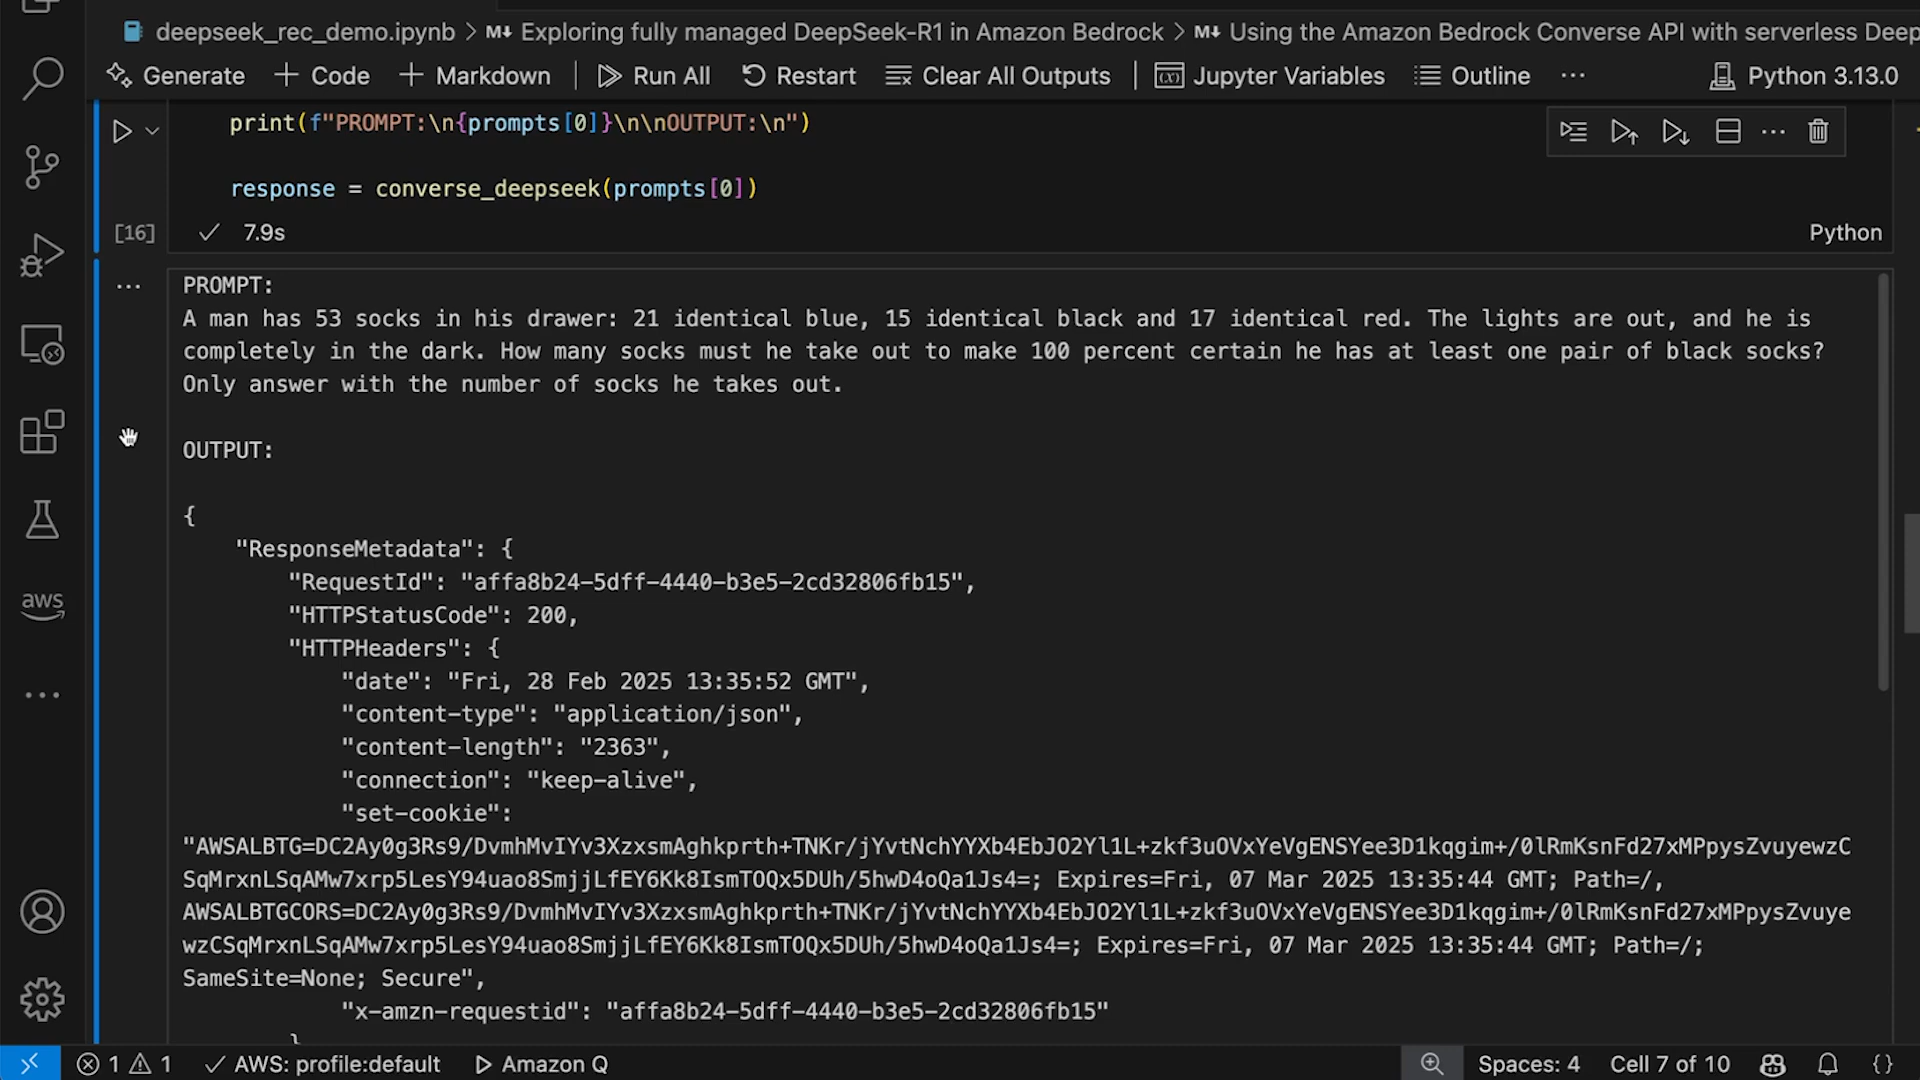 deepseek_rec_demo.ipynb > M↓ Exploring fully managed DeepSeek-R1 in Amazon Bedrock > M↓ Using the Amazon Bedrock Converse API with serverless Deep
Generate + Code + Markdown | Run All Restart Clear All Outputs | Jupyter Variables Outline ... Python 3.13.0
print(f"PROMPT:\n{prompts[0]}\n\nOUTPUT:\n")
response = converse_deepseek(prompts[0])
[16] ✓ 7.9s Python
PROMPT:
A man has 53 socks in his drawer: 21 identical blue, 15 identical black and 17 identical red. The lights are out, and he is
completely in the dark. How many socks must he take out to make 100 percent certain he has at least one pair of black socks?
Only answer with the number of socks he takes out.
OUTPUT:
{
"ResponseMetadata": {
"RequestId": "affa8b24-5dff-4440-b3e5-2cd32806fb15",
"HTTPStatusCode": 200,
"HTTPHeaders": {
"date": "Fri, 28 Feb 2025 13:35:52 GMT",
"content-type": "application/json",
"content-length": "2363",
"connection": "keep-alive",
"set-cookie":
"AWSALBTG=DC2Ay0g3Rs9/DvmhMvIYv3XzxsmAghkprth+TNKr/jYvtNchYYXb4EbJO2Yl1L+zkf3uOVxYeVgENSYee3D1kqgim+/0lRmKsnFd27xMPpysZvuyewzC
SqMrxnLSqAMw7xrp5LesY94uao8SmjjLfEY6Kk8IsmTOQx5DUh/5hwD4oQa1Js4=; Expires=Fri, 07 Mar 2025 13:35:44 GMT; Path=/,
AWSALBTGCORS=DC2Ay0g3Rs9/DvmhMvIYv3XzxsmAghkprth+TNKr/jYvtNchYYXb4EbJO2Yl1L+zkf3uOVxYeVgENSYee3D1kqgim+/0lRmKsnFd27xMPpysZvuye
wzCSqMrxnLSqAMw7xrp5LesY94uao8SmjjLfEY6Kk8IsmTOQx5DUh/5hwD4oQa1Js4=; Expires=Fri, 07 Mar 2025 13:35:44 GMT; Path=/;
SameSite=None; Secure",
"x-amzn-requestid": "affa8b24-5dff-4440-b3e5-2cd32806fb15"
}
aws
1 1 ✓ AWS: profile:default Amazon Q Spaces: 4 Cell 7 of 10 {}